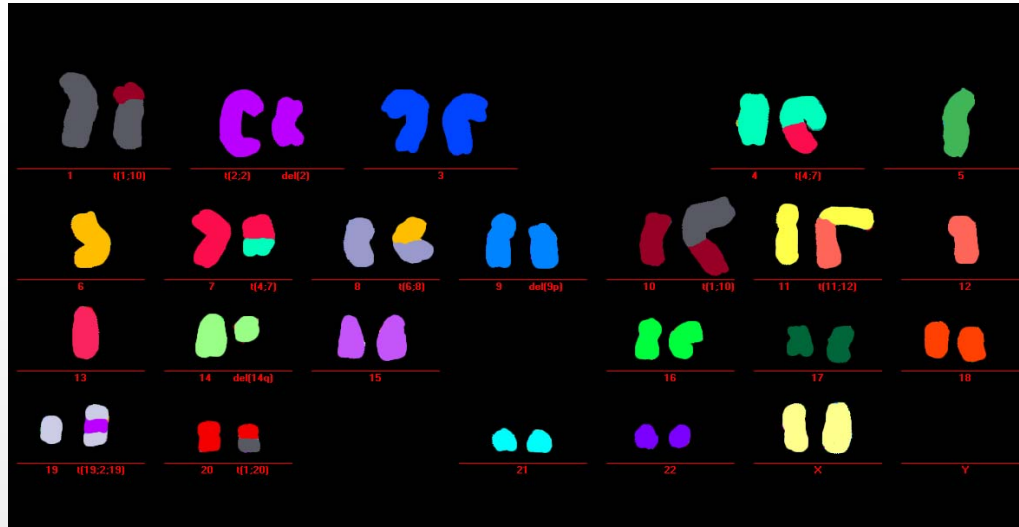 1 t(1;10) t(2;2) del(2) 3 4 t(4;7) 5
6 7 t(4;7) 8 t(6;8) 9 del(9p) 10 t(1;10) 11 t(11;12) 12
13 14 del(14q) 15 16 17 18
19 t(19;2;19) 20 t(1;20) 21 22 X Y